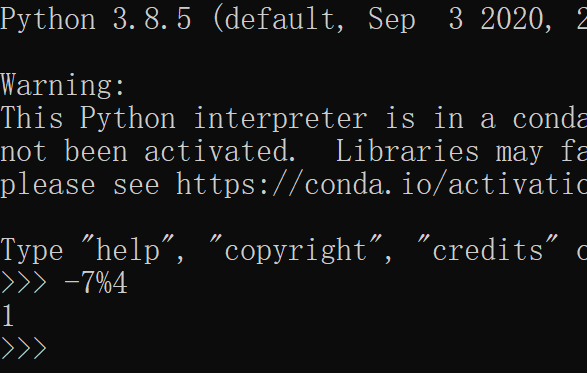 Python 3.8.5 (default, Sep  3 2020, 2
Warning:
This Python interpreter is in a conda
not been activated.  Libraries may fa
please see https://conda.io/activatio
Type "help", "copyright", "credits" o
>>> -7%4
1
>>>